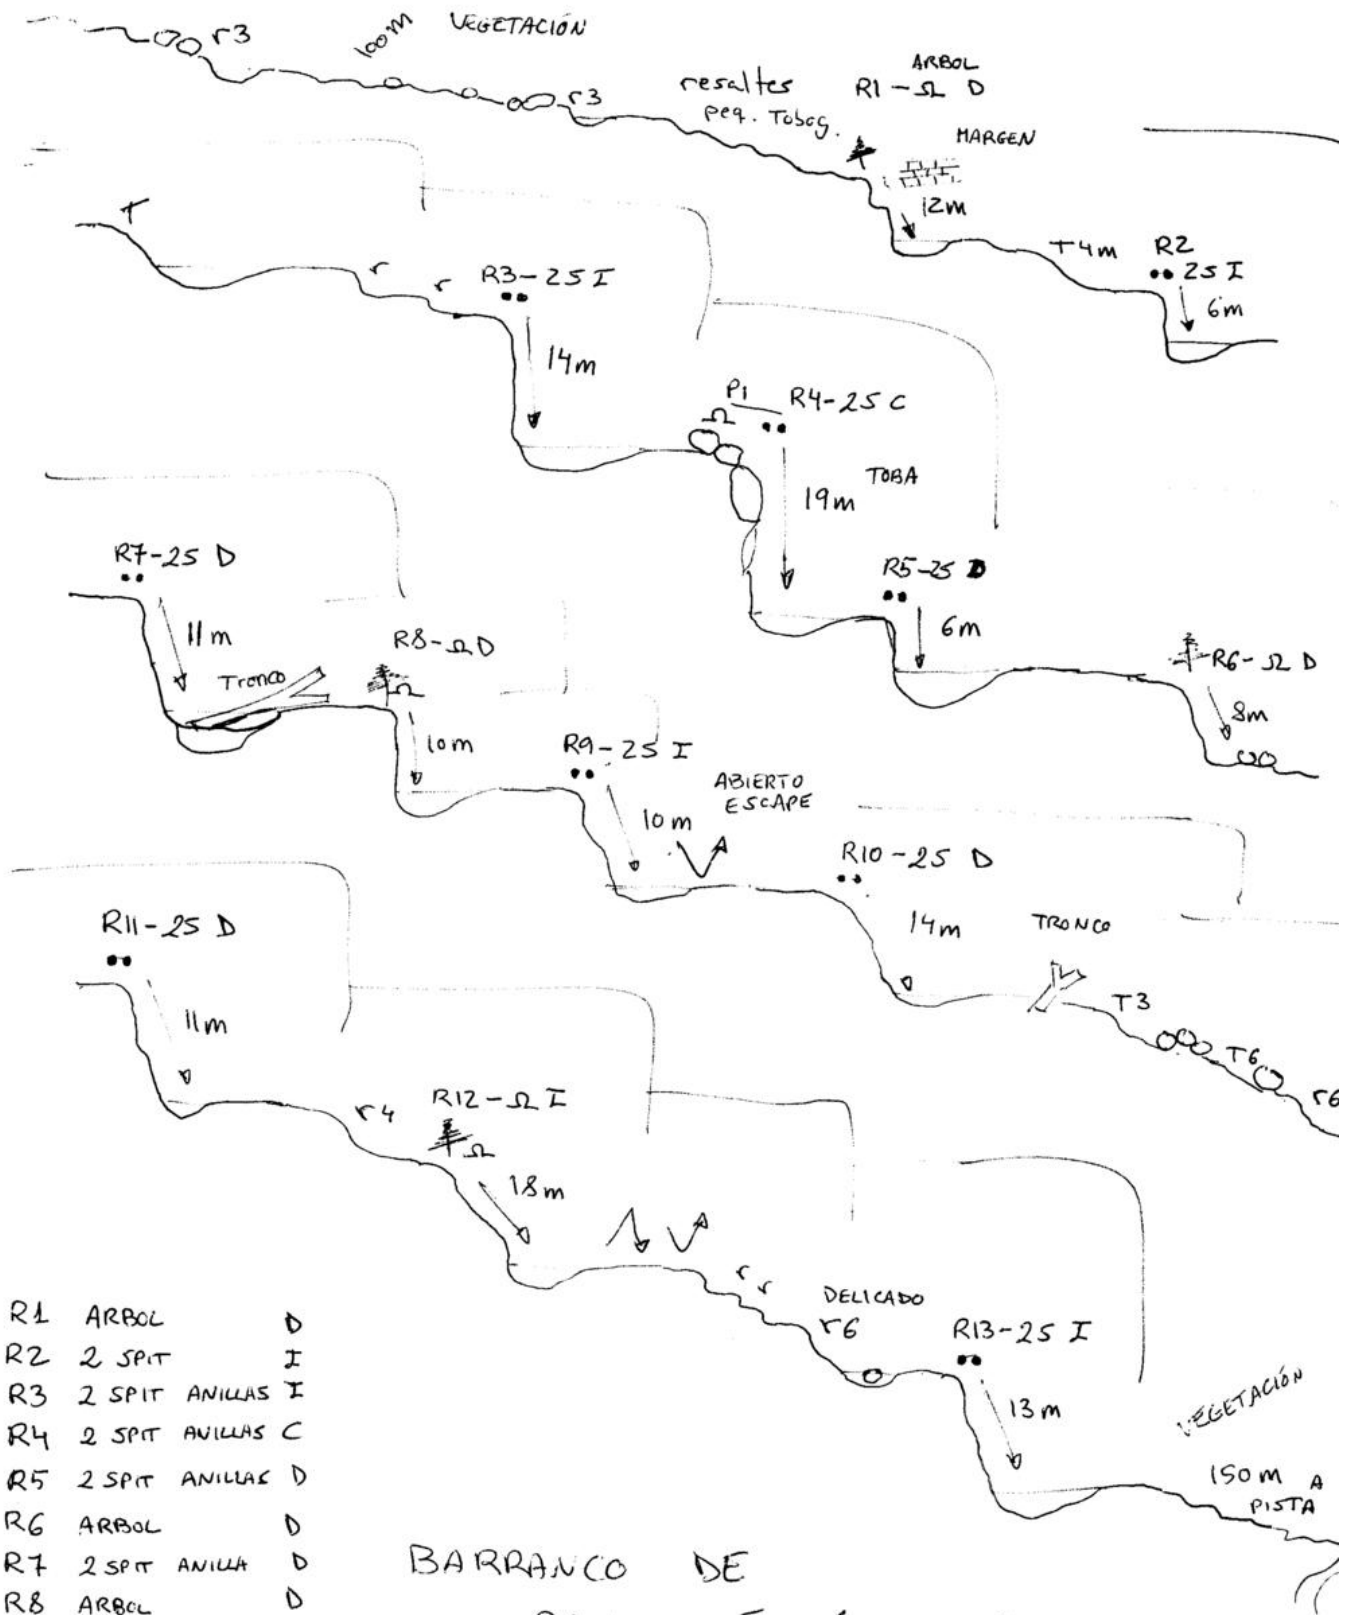 r3
100m VEGETACIÓN
r3
resaltes
peq. Tobog.
ARBOL
R1-Ω D
MARGEN
12m
T4m
R2
2S I
6m
T
r
r
R3-2S I
14m
P1
Ω
R4-2S C
19m TOBA
R5-2S D
6m
R6-Ω D
8m
R7-2S D
11m
Tronco
R8-Ω D
Ω
10m
R9-2S I
10m
ABIERTO
ESCAPE
R10-2S D
14m
TRONCO
T3
T6
r6
R11-2S D
11m
r4
R12-Ω I
Ω
18m
r r
DELICADO
r6
R13-2S I
13m
VEGETACIÓN
150m A
PISTA
R1 ARBOL D
R2 2 SPIT I
R3 2 SPIT ANILLAS I
R4 2 SPIT ANILLAS C
R5 2 SPIT ANILLAS D
R6 ARBOL D
R7 2 SPIT ANILLA D
R8 ARBOL D
BARRANCO DE